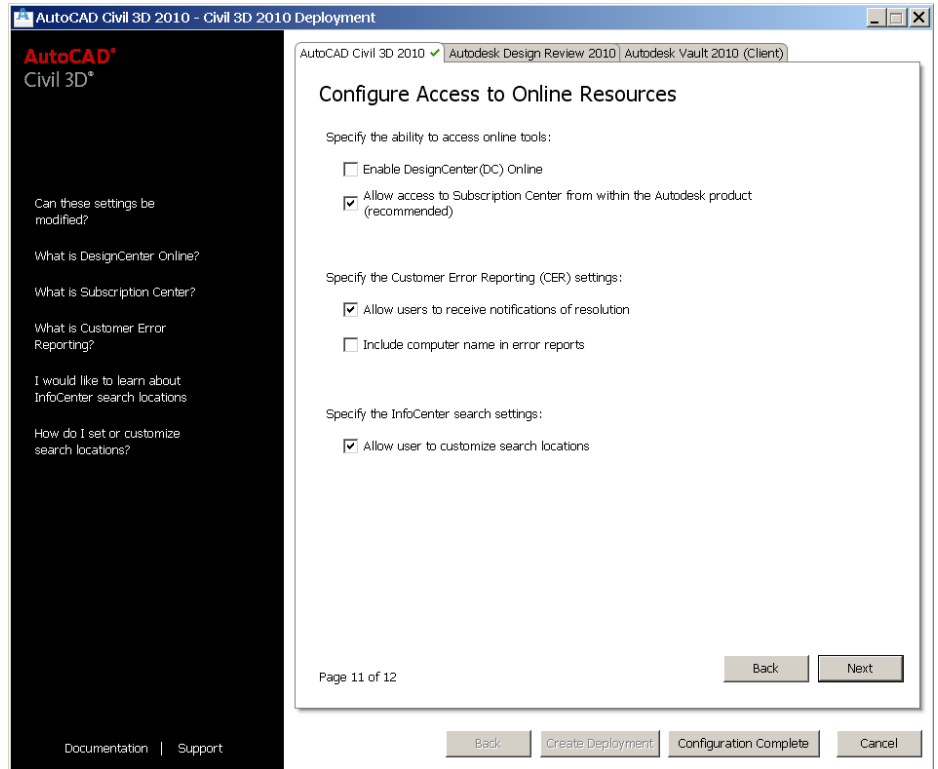 AutoCAD Civil 3D 2010 - Civil 3D 2010 Deployment
AutoCAD®
Civil 3D®
Can these settings be
modified?
What is DesignCenter Online?
What is Subscription Center?
What is Customer Error
Reporting?
I would like to learn about
InfoCenter search locations
How do I set or customize
search locations?
Documentation | Support
AutoCAD Civil 3D 2010 ✓ Autodesk Design Review 2010 Autodesk Vault 2010 (Client)
Configure Access to Online Resources
Specify the ability to access online tools:
Enable DesignCenter(DC) Online
Allow access to Subscription Center from within the Autodesk product
(recommended)
Specify the Customer Error Reporting (CER) settings:
Allow users to receive notifications of resolution
Include computer name in error reports
Specify the InfoCenter search settings:
Allow user to customize search locations
Page 11 of 12
Back Next
Back Create Deployment Configuration Complete Cancel